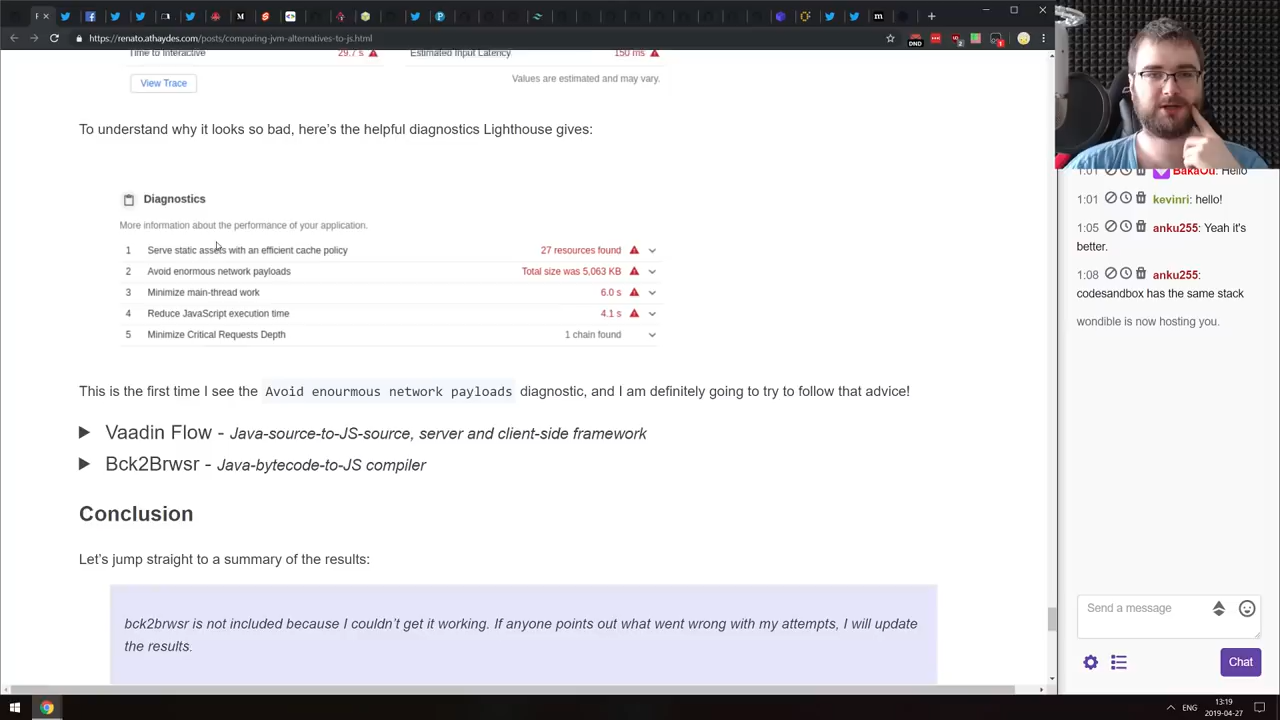 https://renato.athaydes.com/posts/comparing-jvm-alternatives-to-js.html
DND
Time to Interactive 29.7 s Estimated Input Latency 150 ms
View Trace Values are estimated and may vary.
To understand why it looks so bad, here's the helpful diagnostics Lighthouse gives:
Diagnostics
More information about the performance of your application.
1 Serve static assets with an efficient cache policy 27 resources found
2 Avoid enormous network payloads Total size was 5,063 KB
3 Minimize main-thread work 6.0 s
4 Reduce JavaScript execution time 4.1 s
5 Minimize Critical Requests Depth 1 chain found
This is the first time I see the Avoid enourmous network payloads diagnostic, and I am definitely going to try to follow that advice!
Vaadin Flow - Java-source-to-JS-source, server and client-side framework
Bck2Brwsr - Java-bytecode-to-JS compiler
Conclusion
Let's jump straight to a summary of the results:
bck2brwsr is not included because I couldn't get it working. If anyone points out what went wrong with my attempts, I will update
the results.
1:01 BakaOu: Hello
1:01 kevinri: hello!
1:05 anku255: Yeah it's
better.
1:08 anku255:
codesandbox has the same stack
wondible is now hosting you.
Send a message
Chat
ENG
13:19
2019-04-27